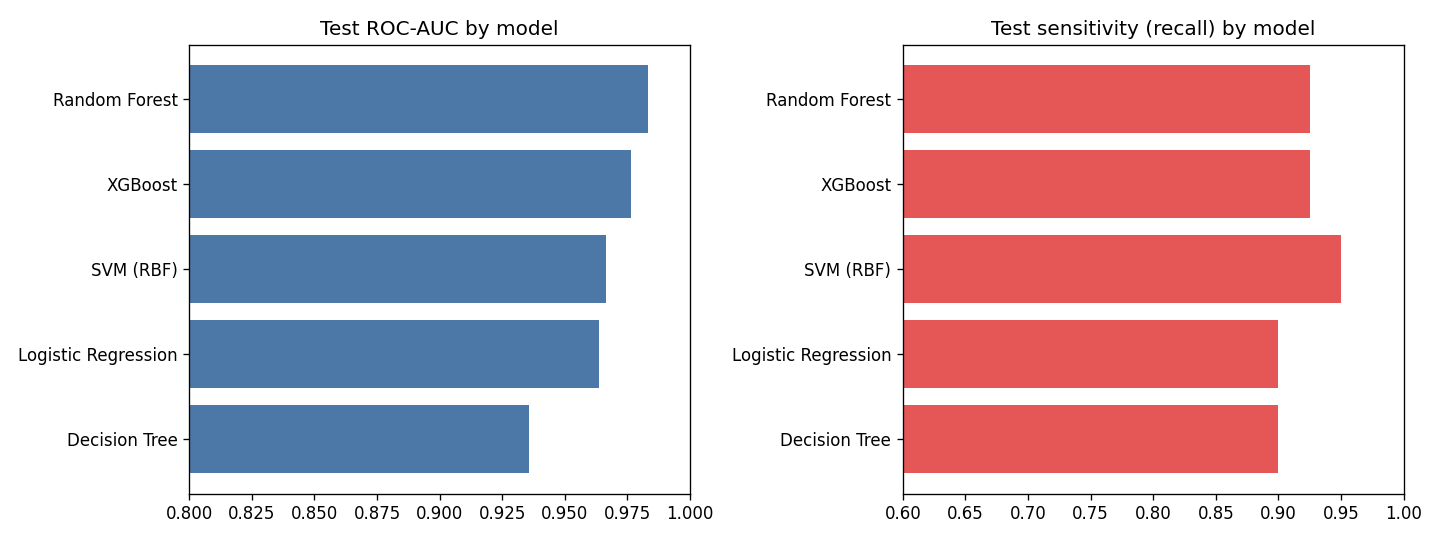 Test ROC-AUC by model
Random Forest
XGBoost
SVM (RBF)
Logistic Regression
Decision Tree
0.800 0.825 0.850 0.875 0.900 0.925 0.950 0.975 1.000
Test sensitivity (recall) by model
Random Forest
XGBoost
SVM (RBF)
Logistic Regression
Decision Tree
0.60 0.65 0.70 0.75 0.80 0.85 0.90 0.95 1.00